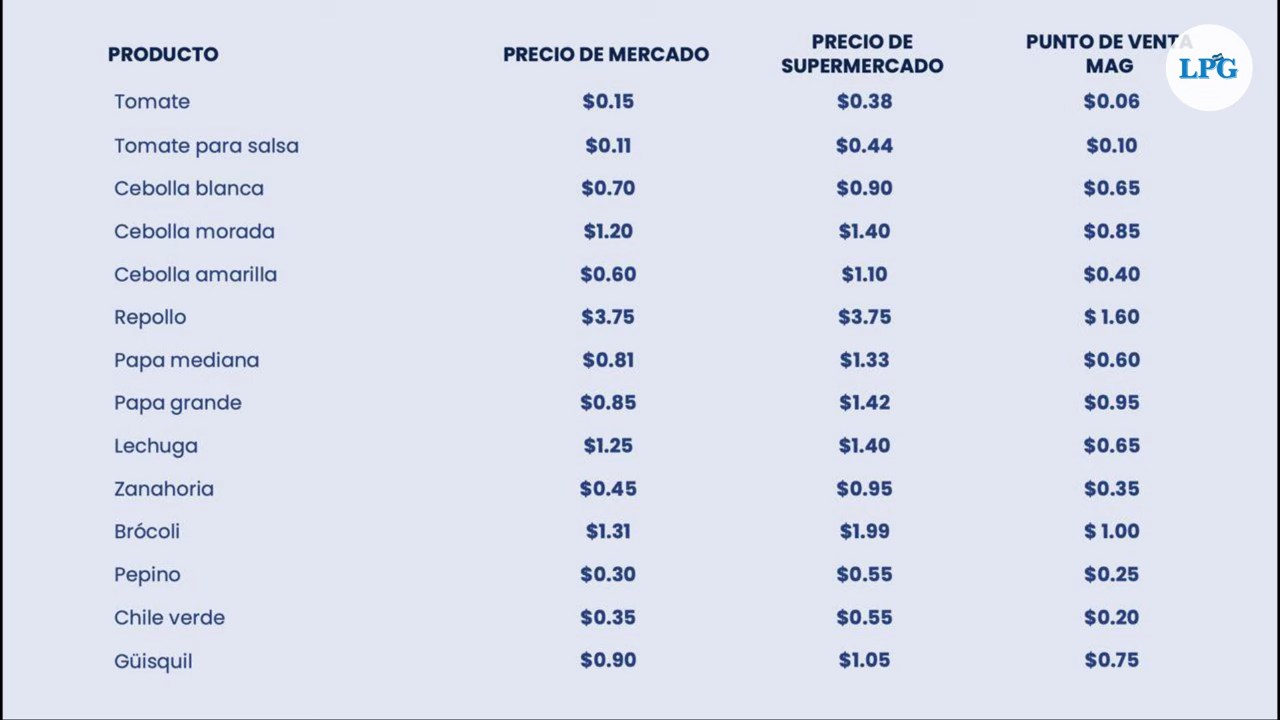 PRODUCTO PRECIO DE MERCADO PRECIO DE SUPERMERCADO PUNTO DE VENTA MAG
LPG
Tomate $0.15 $0.38 $0.06
Tomate para salsa $0.11 $0.44 $0.10
Cebolla blanca $0.70 $0.90 $0.65
Cebolla morada $1.20 $1.40 $0.85
Cebolla amarilla $0.60 $1.10 $0.40
Repollo $3.75 $3.75 $ 1.60
Papa mediana $0.81 $1.33 $0.60
Papa grande $0.85 $1.42 $0.95
Lechuga $1.25 $1.40 $0.65
Zanahoria $0.45 $0.95 $0.35
Brócoli $1.31 $1.99 $ 1.00
Pepino $0.30 $0.55 $0.25
Chile verde $0.35 $0.55 $0.20
Güisquil $0.90 $1.05 $0.75